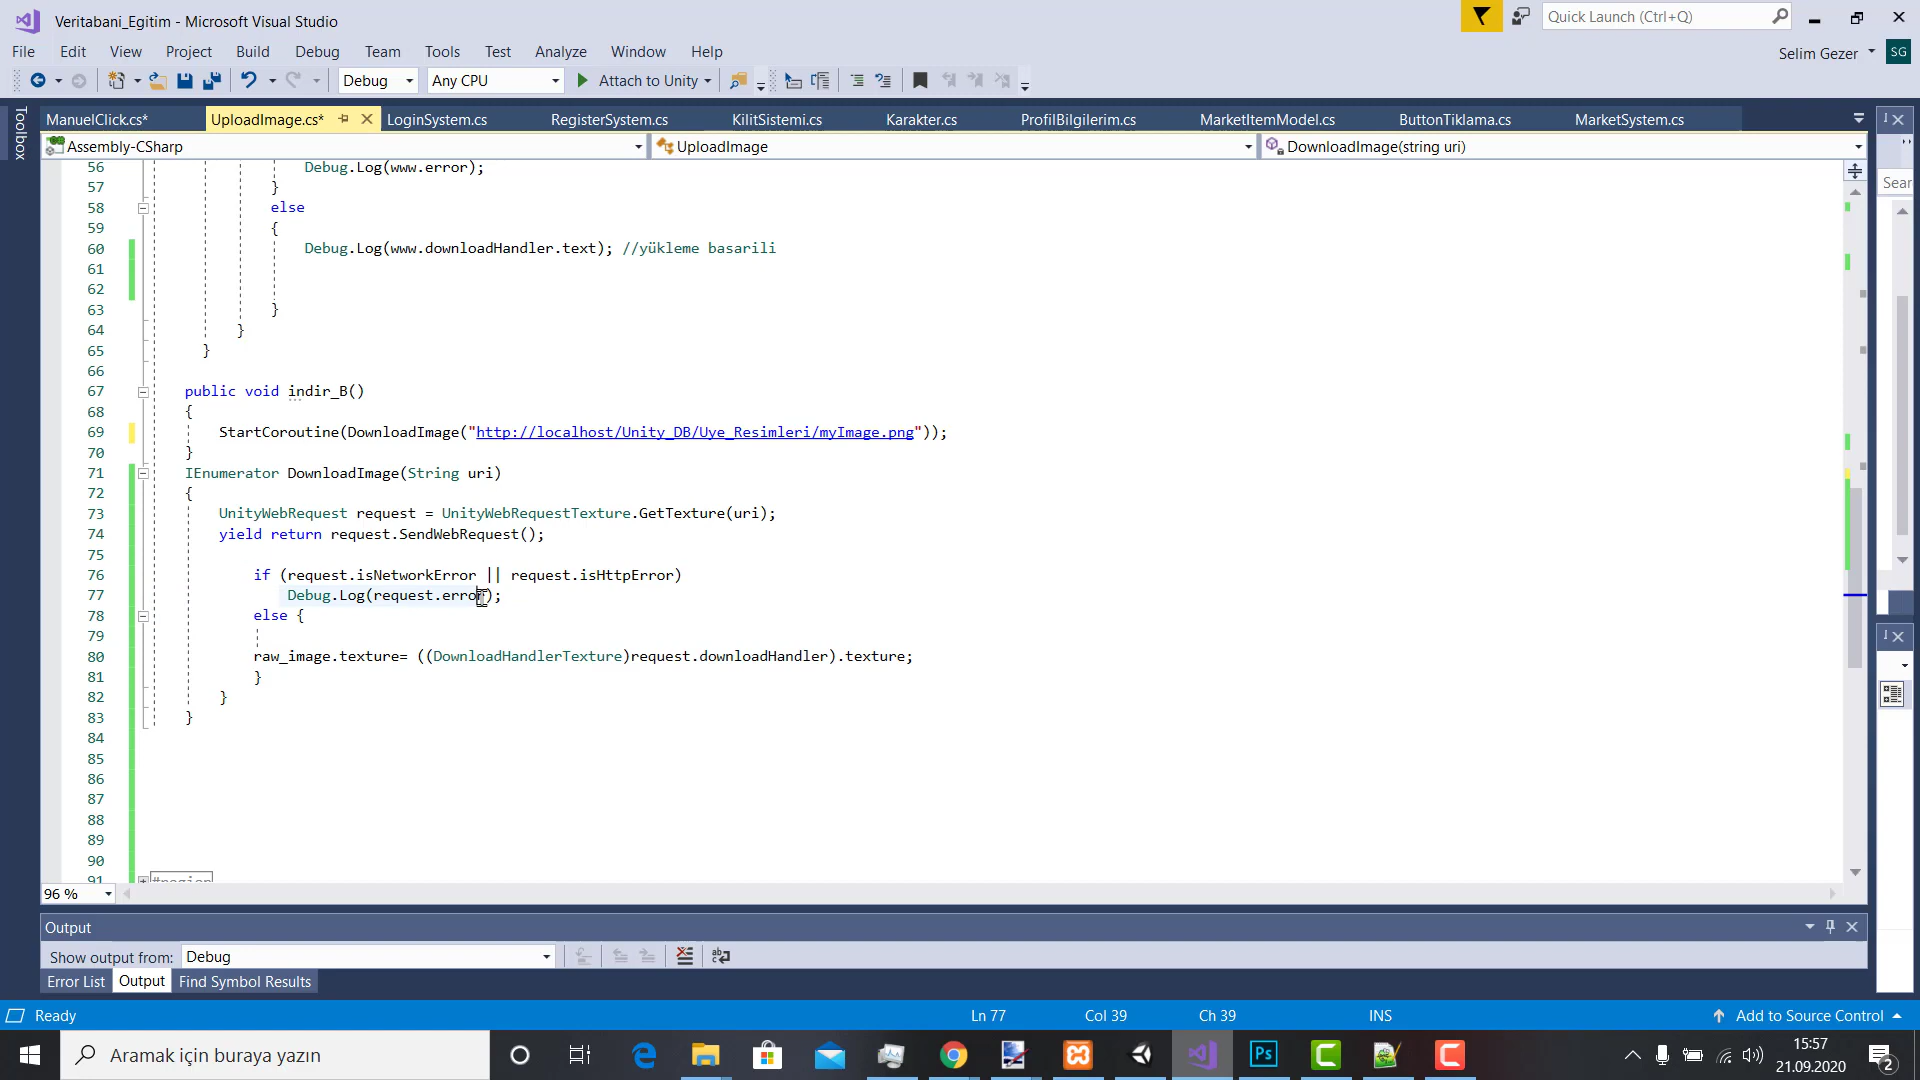 Veritabani_Egitim - Microsoft Visual Studio
Quick Launch (Ctrl+Q)
File Edit View Project Build Debug Team Tools Test Analyze Window Help
Selim Gezer SG
Debug Any CPU Attach to Unity
Toolbox
ManuelClick.cs* UploadImage.cs* LoginSystem.cs RegisterSystem.cs KilitSistemi.cs Karakter.cs ProfilBilgilerim.cs MarketItemModel.cs ButtonTiklama.cs MarketSystem.cs
Assembly-CSharp UploadImage DownloadImage(string uri)
Sear
56 Debug.Log(www.error);
57 }
58 else
59 {
60 Debug.Log(www.downloadHandler.text); //yükleme basarili
61
62
63 }
64 }
65 }
66
67 public void indir_B()
68 {
69 StartCoroutine(DownloadImage("http://localhost/Unity_DB/Uye_Resimleri/myImage.png"));
70 }
71 IEnumerator DownloadImage(String uri)
72 {
73 UnityWebRequest request = UnityWebRequestTexture.GetTexture(uri);
74 yield return request.SendWebRequest();
75
76 if (request.isNetworkError || request.isHttpError)
77 Debug.Log(request.error);
78 else {
79
80 raw_image.texture= ((DownloadHandlerTexture)request.downloadHandler).texture;
81 }
82 }
83 }
84
85
86
87
88
89
90
91 #region
96 %
Output
Show output from: Debug
Error List Output Find Symbol Results
Ready Ln 77 Col 39 Ch 39 INS Add to Source Control
Aramak için buraya yazın
Ps
15:57
21.09.2020
2